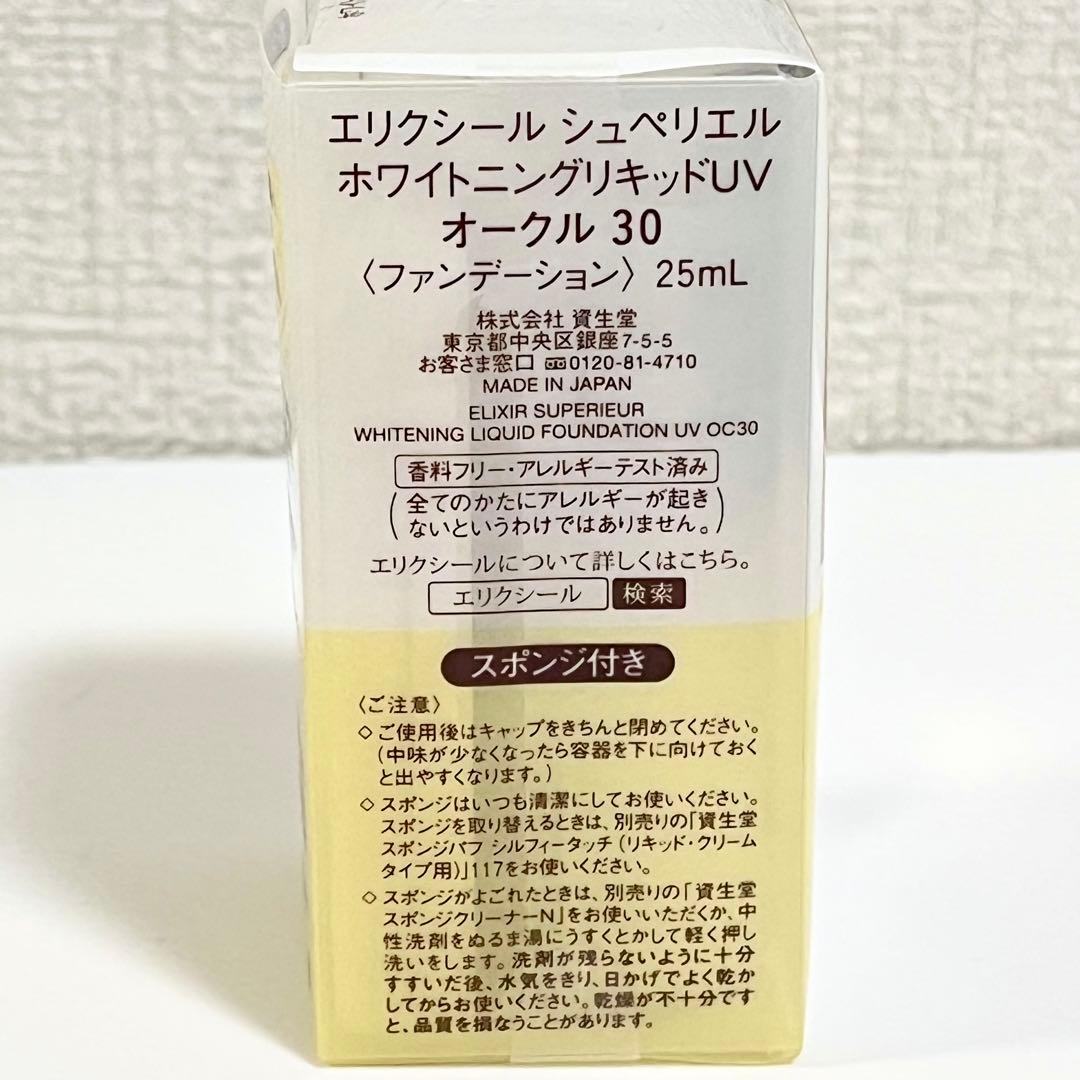 エリクシール シュペリエル
ホワイトニングリキッドUV
オークル 30
〈ファンデーション〉 25mL
株式会社 資生堂
東京都中央区銀座7-5-5
お客さま窓口 0120-81-4710
MADE IN JAPAN
ELIXIR SUPERIEUR
WHITENING LIQUID FOUNDATION UV OC30
香料フリー・アレルギーテスト済み
(全てのかたにアレルギーが起き
ないというわけではありません。)
エリクシールについて詳しくはこちら。
エリクシール 検索
スポンジ付き
〈ご注意〉
◇ご使用後はキャップをきちんと閉めてください。
(中味が少なくなったら容器を下に向けておく
と出やすくなります。)
◇スポンジはいつも清潔にしてお使いください。
スポンジを取り替えるときは、別売りの「資生堂
スポンジパフ シルフィータッチ(リキッド・クリーム
タイプ用)」117をお使いください。
◇スポンジがよごれたときは、別売りの「資生堂
スポンジクリーナーN」をお使いいただくか、中
性洗剤をぬるま湯にうすくとかして軽く押し
洗いをします。洗剤が残らないように十分
すすいだ後、水気をきり、日かげでよく乾か
してからお使いください。乾燥が不十分です
と、品質を損なうことがあります。